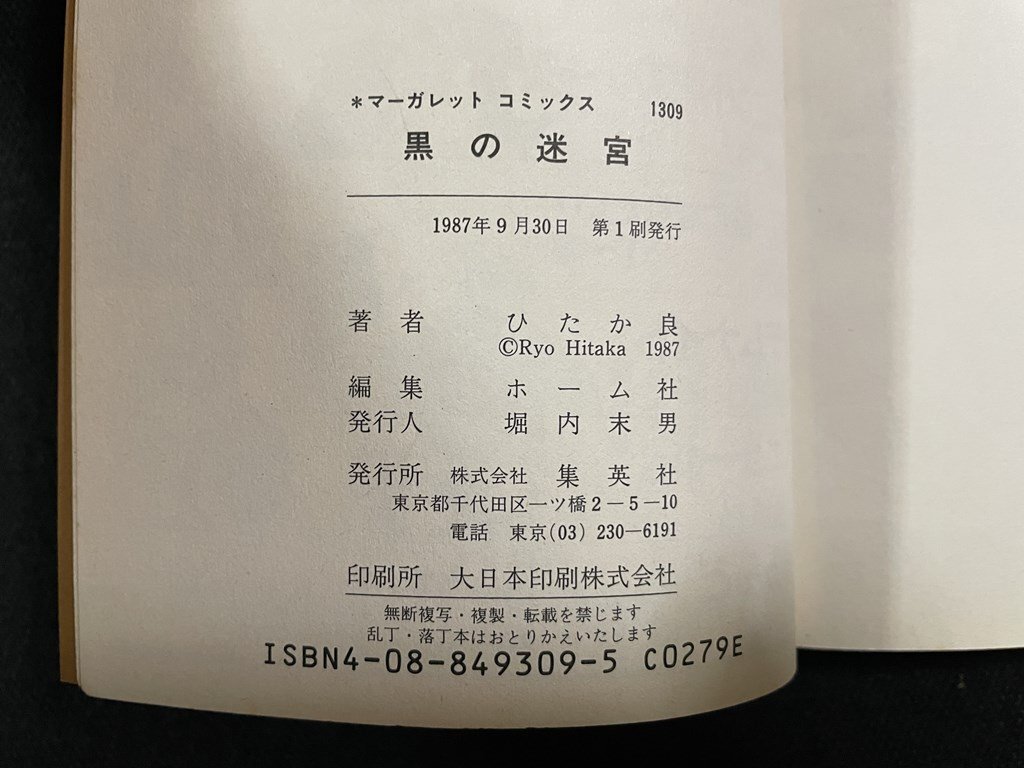 *マーガレット コミックス 1309
黒の迷宮
1987年9月30日 第1刷発行
著者 ひたか良
©Ryo Hitaka 1987
編集 ホーム社
発行人 堀内末男
発行所 株式会社 集英社
東京都千代田区一ツ橋2-5-10
電話 東京(03) 230-6191
印刷所 大日本印刷株式会社
無断複写・複製・転載を禁じます
乱丁・落丁本はおとりかえいたします
ISBN4-08-849309-5 C0279E